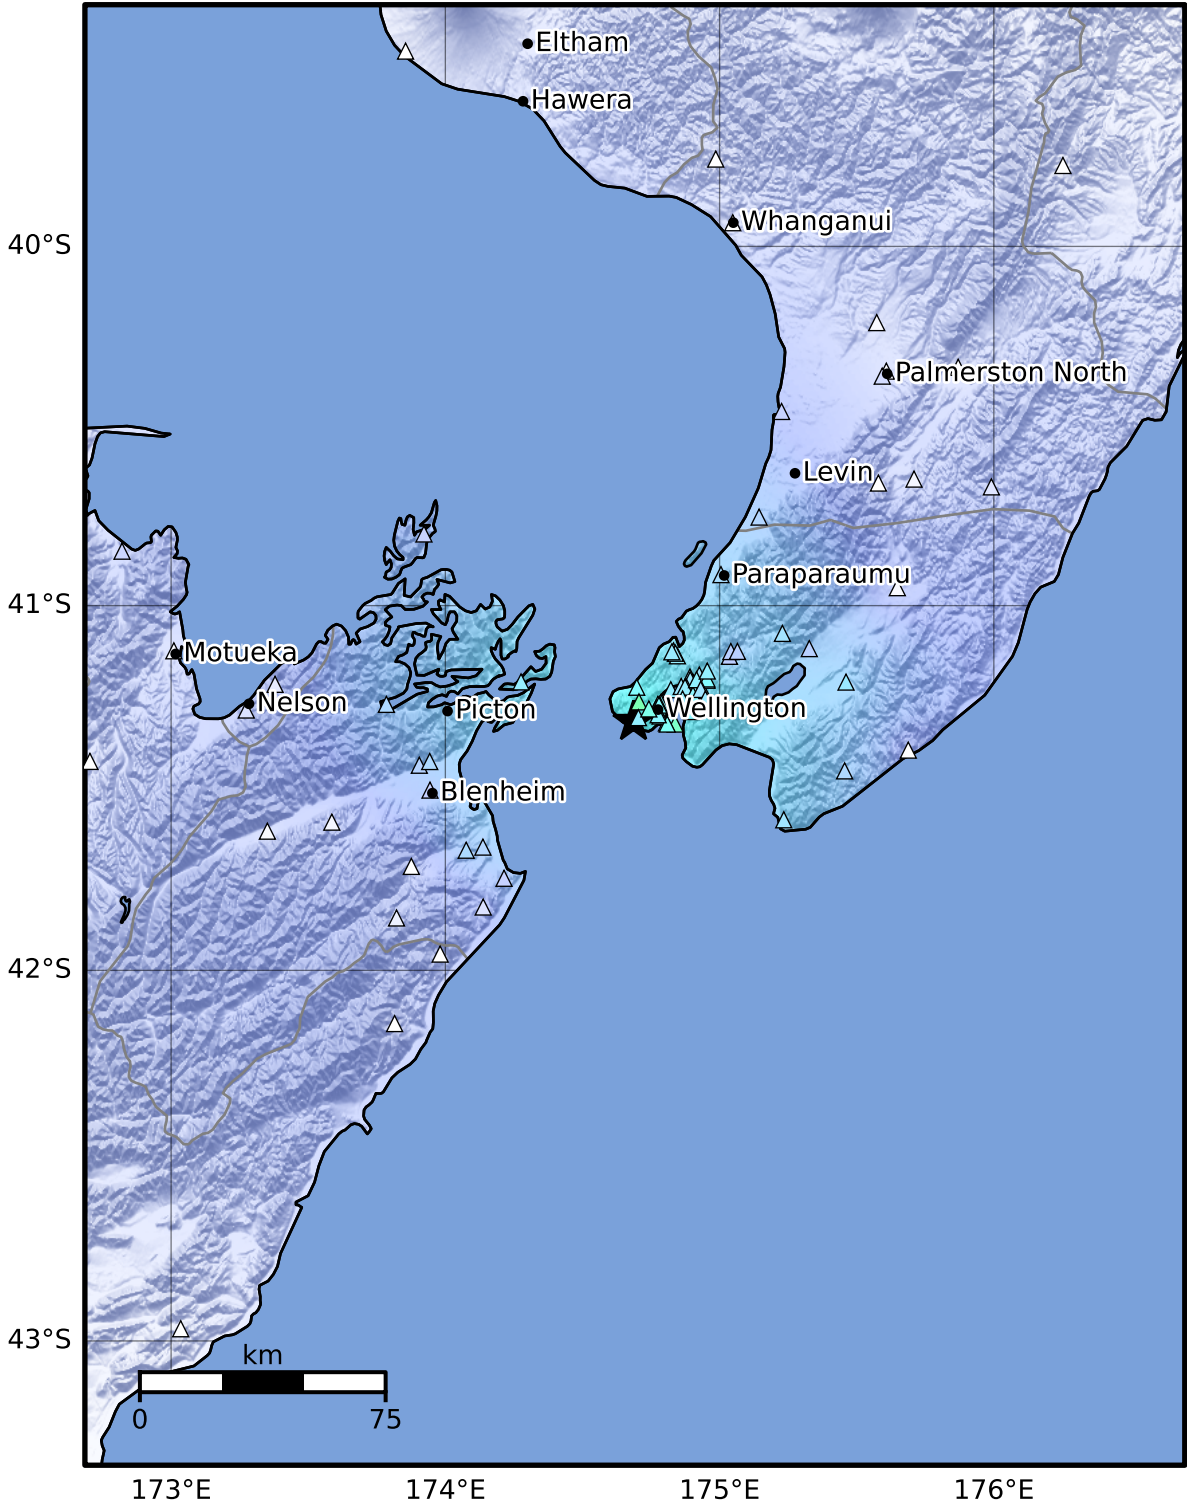 Eltham
Hawera
Whanganui
40°S
Palmerston North
Levin
Paraparaumu
41°S
Motueka
Nelson
Picton
Wellington
Blenheim
42°S
43°S
km
0
75
173°E
174°E
175°E
176°E